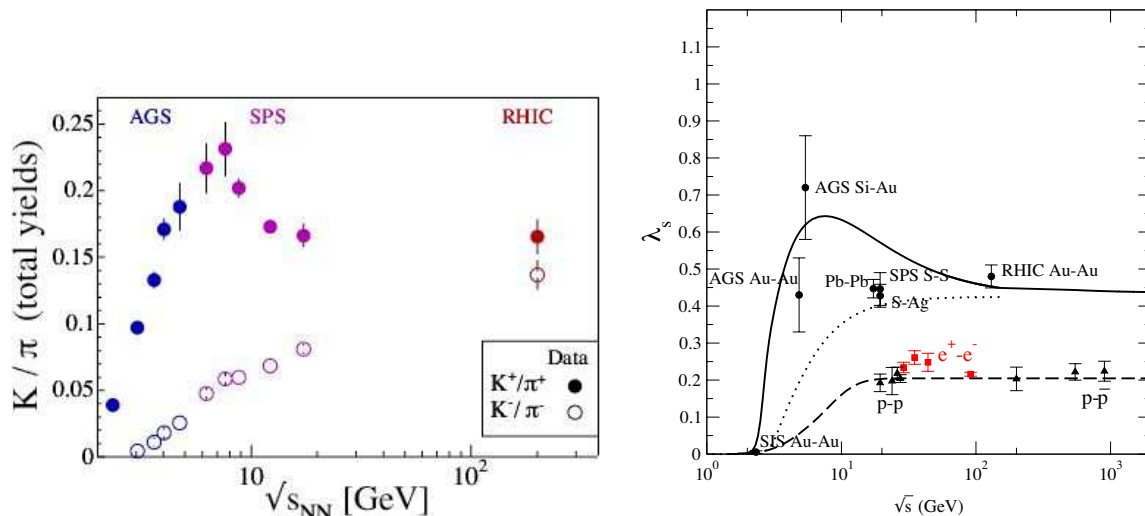 K / π (total yields)
0.25
0.2
0.15
0.1
0.05
0
AGS
SPS
RHIC
Data
K⁺/π⁺
K⁻/π⁻
10
10²
√sNN [GeV]
λs
1.1
1
0.9
0.8
0.7
0.6
0.5
0.4
0.3
0.2
0.1
0
AGS Si-Au
AGS Au-Au
Pb-Pb
SPS S-S
S-Ag
RHIC Au-Au
e⁺-e⁻
p-p
p-p
SIS Au-Au
10⁰
10¹
10²
10³
√s (GeV)